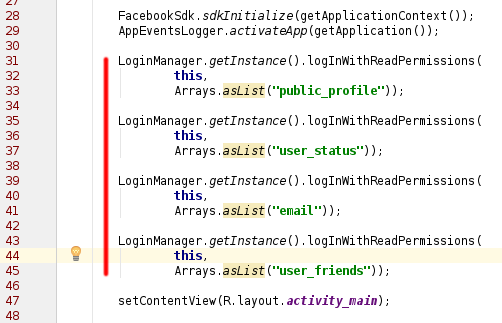 27
28 FacebookSdk.sdkInitialize(getApplicationContext());
29 AppEventsLogger.activateApp(getApplication());
30
31 LoginManager.getInstance().logInWithReadPermissions(
32 this,
33 Arrays.asList("public_profile"));
34
35 LoginManager.getInstance().logInWithReadPermissions(
36 this,
37 Arrays.asList("user_status"));
38
39 LoginManager.getInstance().logInWithReadPermissions(
40 this,
41 Arrays.asList("email"));
42
43 LoginManager.getInstance().logInWithReadPermissions(
44 this,
45 Arrays.asList("user_friends"));
46
47 setContentView(R.layout.activity_main);
48